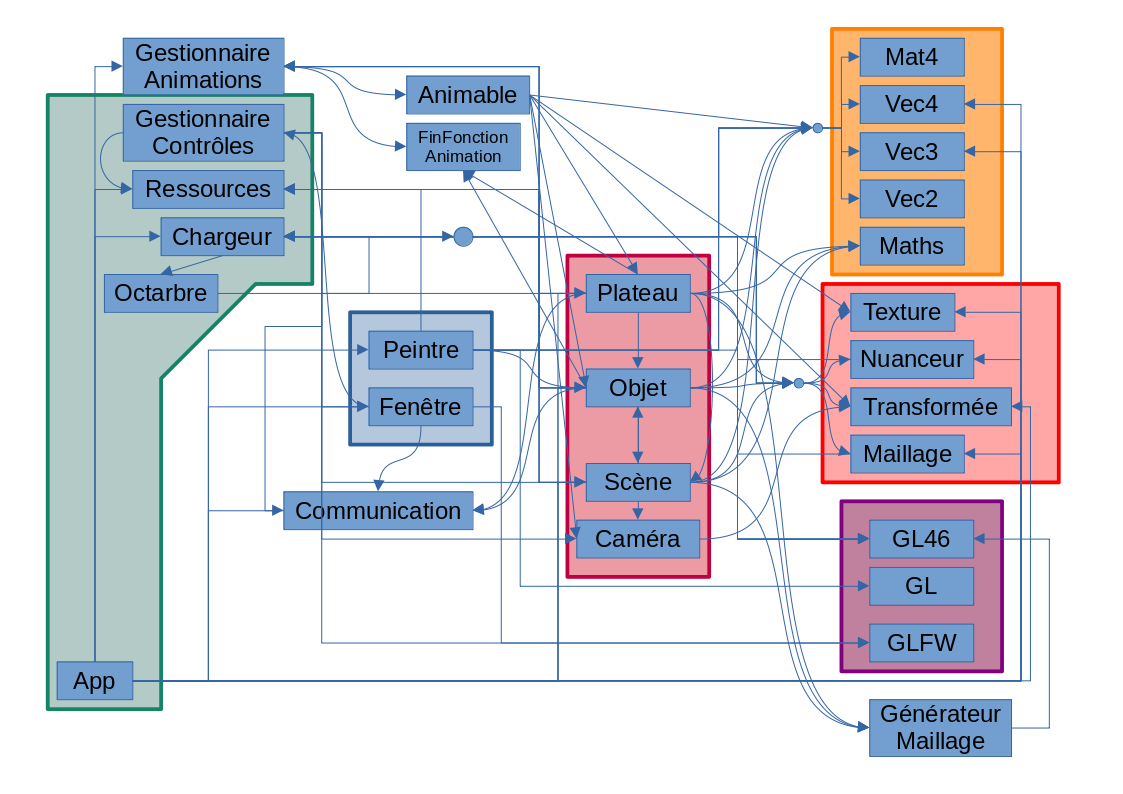 Gestionnaire
Animations
Gestionnaire
Contrôles
Ressources
Chargeur
Octarbre
App
Animable
FinFonction
Animation
Peintre
Fenêtre
Communication
Plateau
Objet
Scène
Caméra
Mat4
Vec4
Vec3
Vec2
Maths
Texture
Nuanceur
Transformée
Maillage
GL46
GL
GLFW
Générateur
Maillage